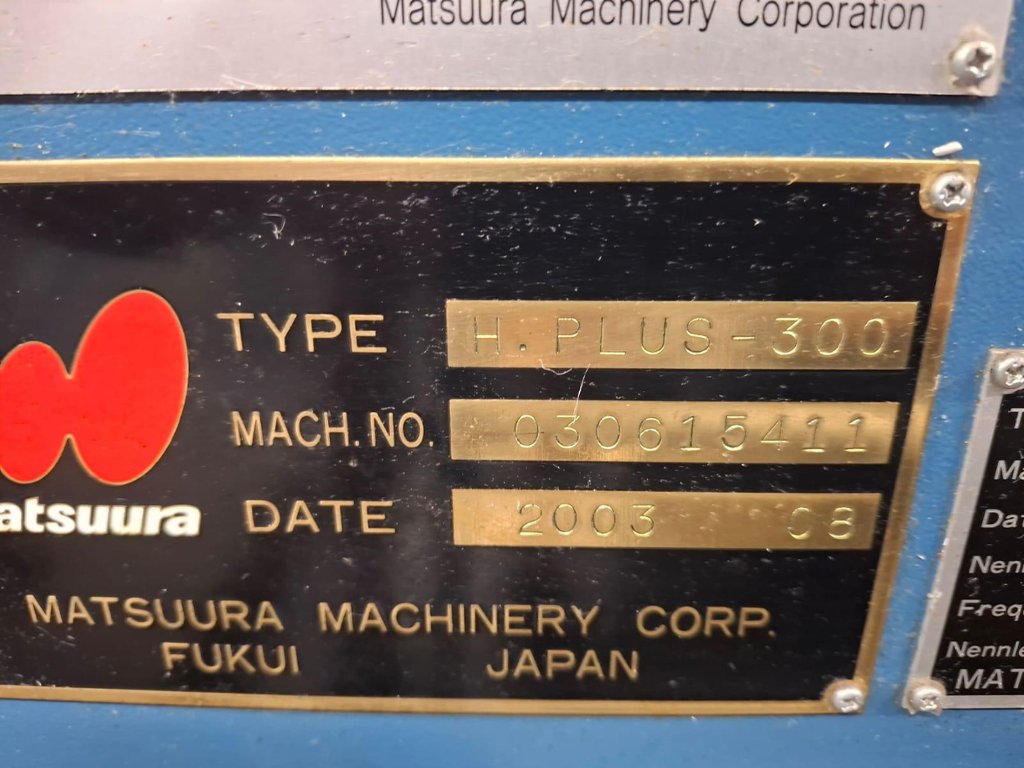 Matsuura Machinery Corporation
TYPE H.PLUS-300
MACH.NO. 030615411
DATE 2003 08
atsuura
MATSUURA MACHINERY CORP.
FUKUI JAPAN
T
Ma
Dat
Nenn
Freq
Nennle
MAT